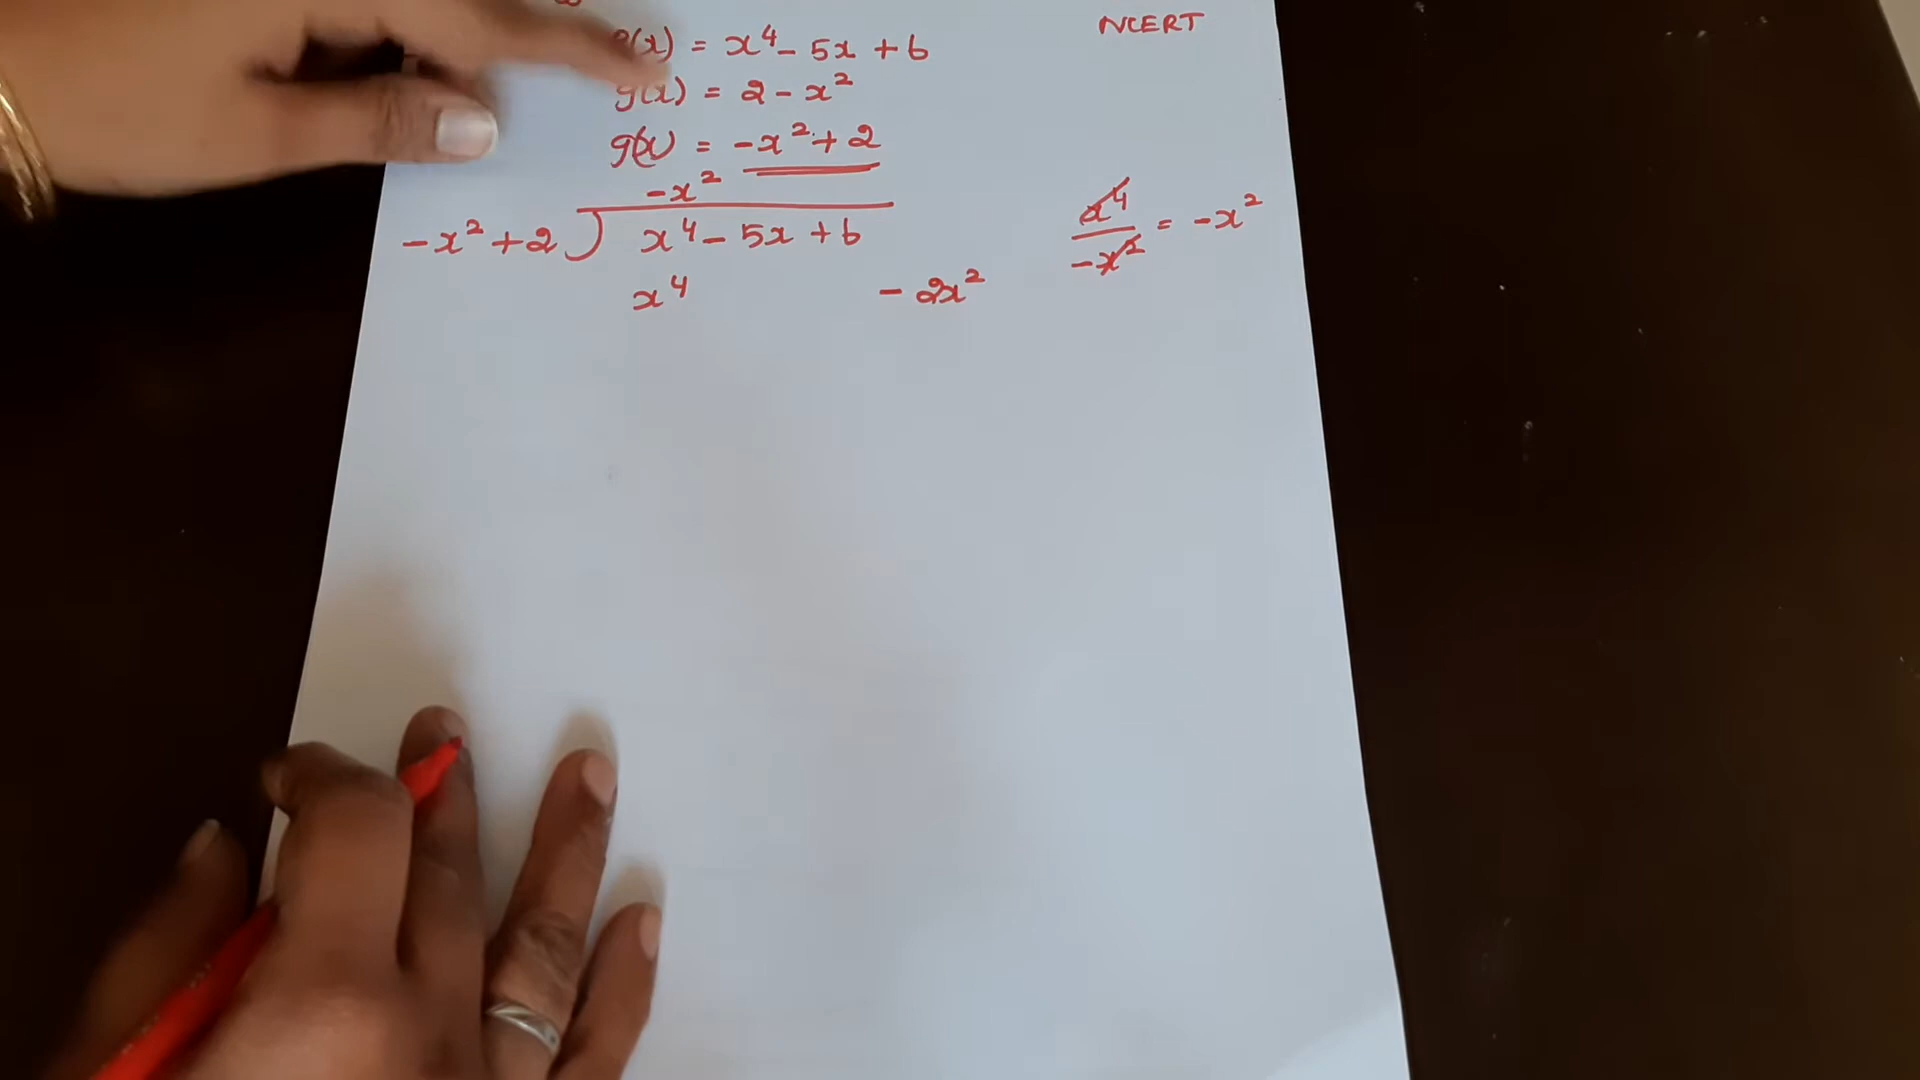 NCERT
p(x) = x⁴ - 5x + 6
g(x) = 2 - x²
g(x) = -x² + 2
-x²
-x² + 2 ) x⁴ - 5x + 6
x⁴ - 2x²
x⁴ / -x² = -x²